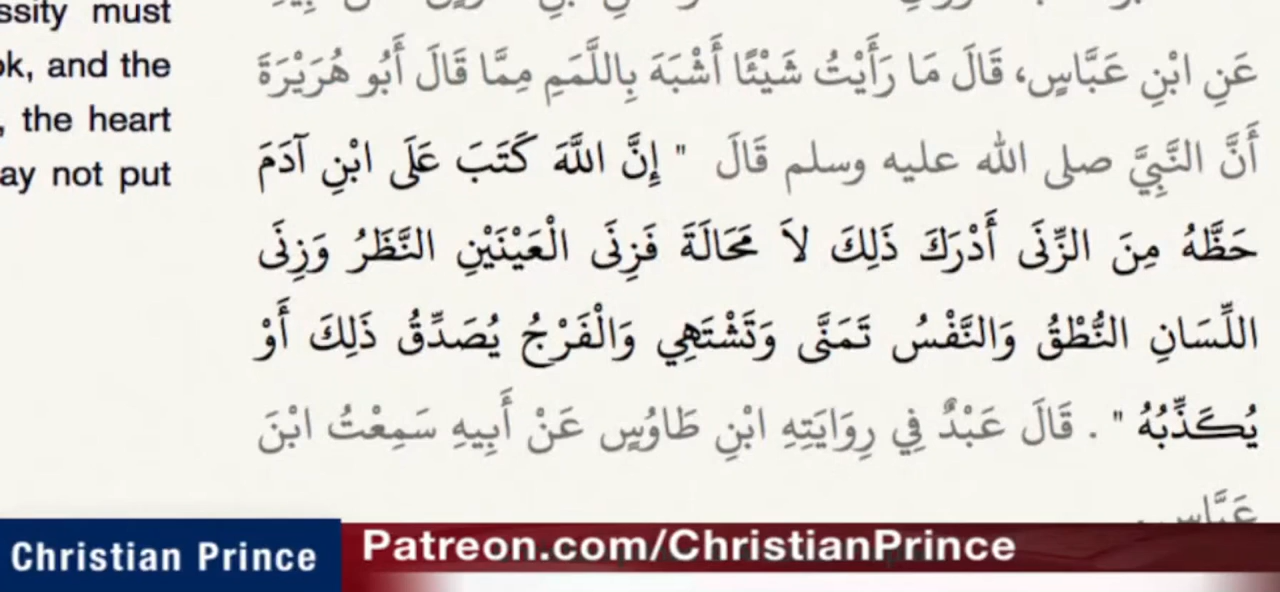 ssity must
ok, and the
, the heart
ay not put
عَنِ ابْنِ عَبَّاسٍ، قَالَ مَا رَأَيْتُ شَيْئًا أَشْبَهَ بِاللَّمَمِ مِمَّا قَالَ أَبُو هُرَيْرَةَ
أَنَّ النَّبِيَّ صلى الله عليه وسلم قَالَ " إِنَّ اللَّهَ كَتَبَ عَلَى ابْنِ آدَمَ
حَظَّهُ مِنَ الزِّنَى أَدْرَكَ ذَلِكَ لاَ مَحَالَةَ فَزِنَى الْعَيْنَيْنِ النَّظَرُ وَزِنَى
اللِّسَانِ النُّطْقُ وَالنَّفْسُ تَمَنَّى وَتَشْتَهِي وَالْفَرْجُ يُصَدِّقُ ذَلِكَ أَوْ
يُكَذِّبُهُ " . قَالَ عَبْدٌ فِي رِوَايَتِهِ ابْنِ طَاوُسٍ عَنْ أَبِيهِ سَمِعْتُ ابْنَ
عَبَّاسٍ .
Christian Prince
Patreon.com/ChristianPrince